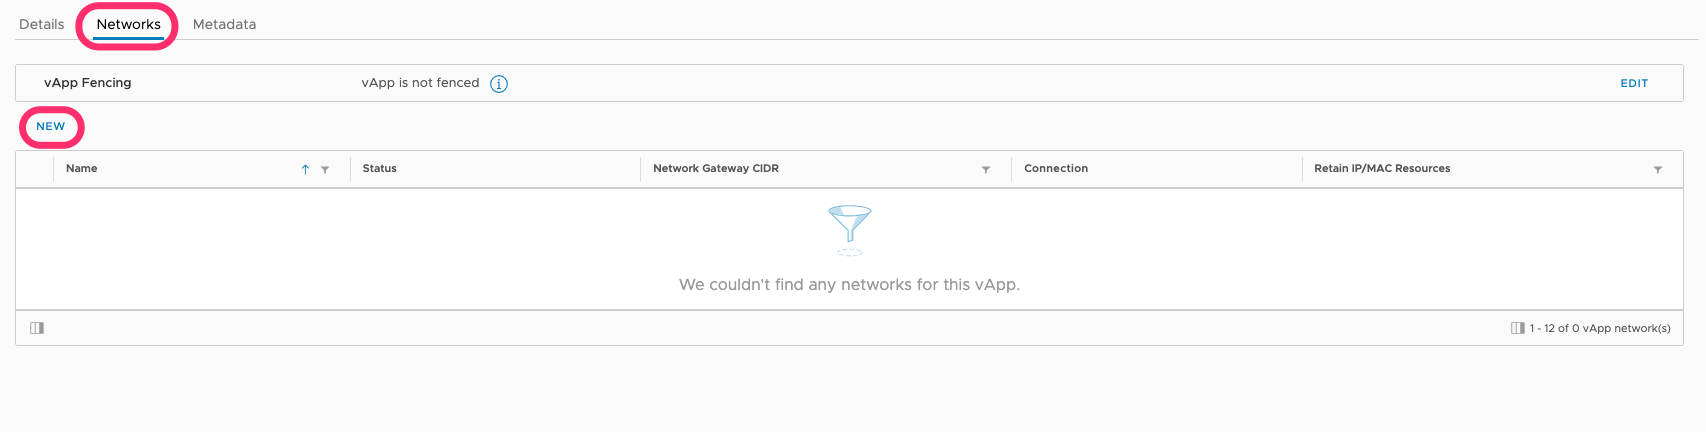 Details Networks Metadata
vApp Fencing vApp is not fenced EDIT
NEW
Name Status Network Gateway CIDR Connection Retain IP/MAC Resources
We couldn't find any networks for this vApp.
1 - 12 of 0 vApp network(s)